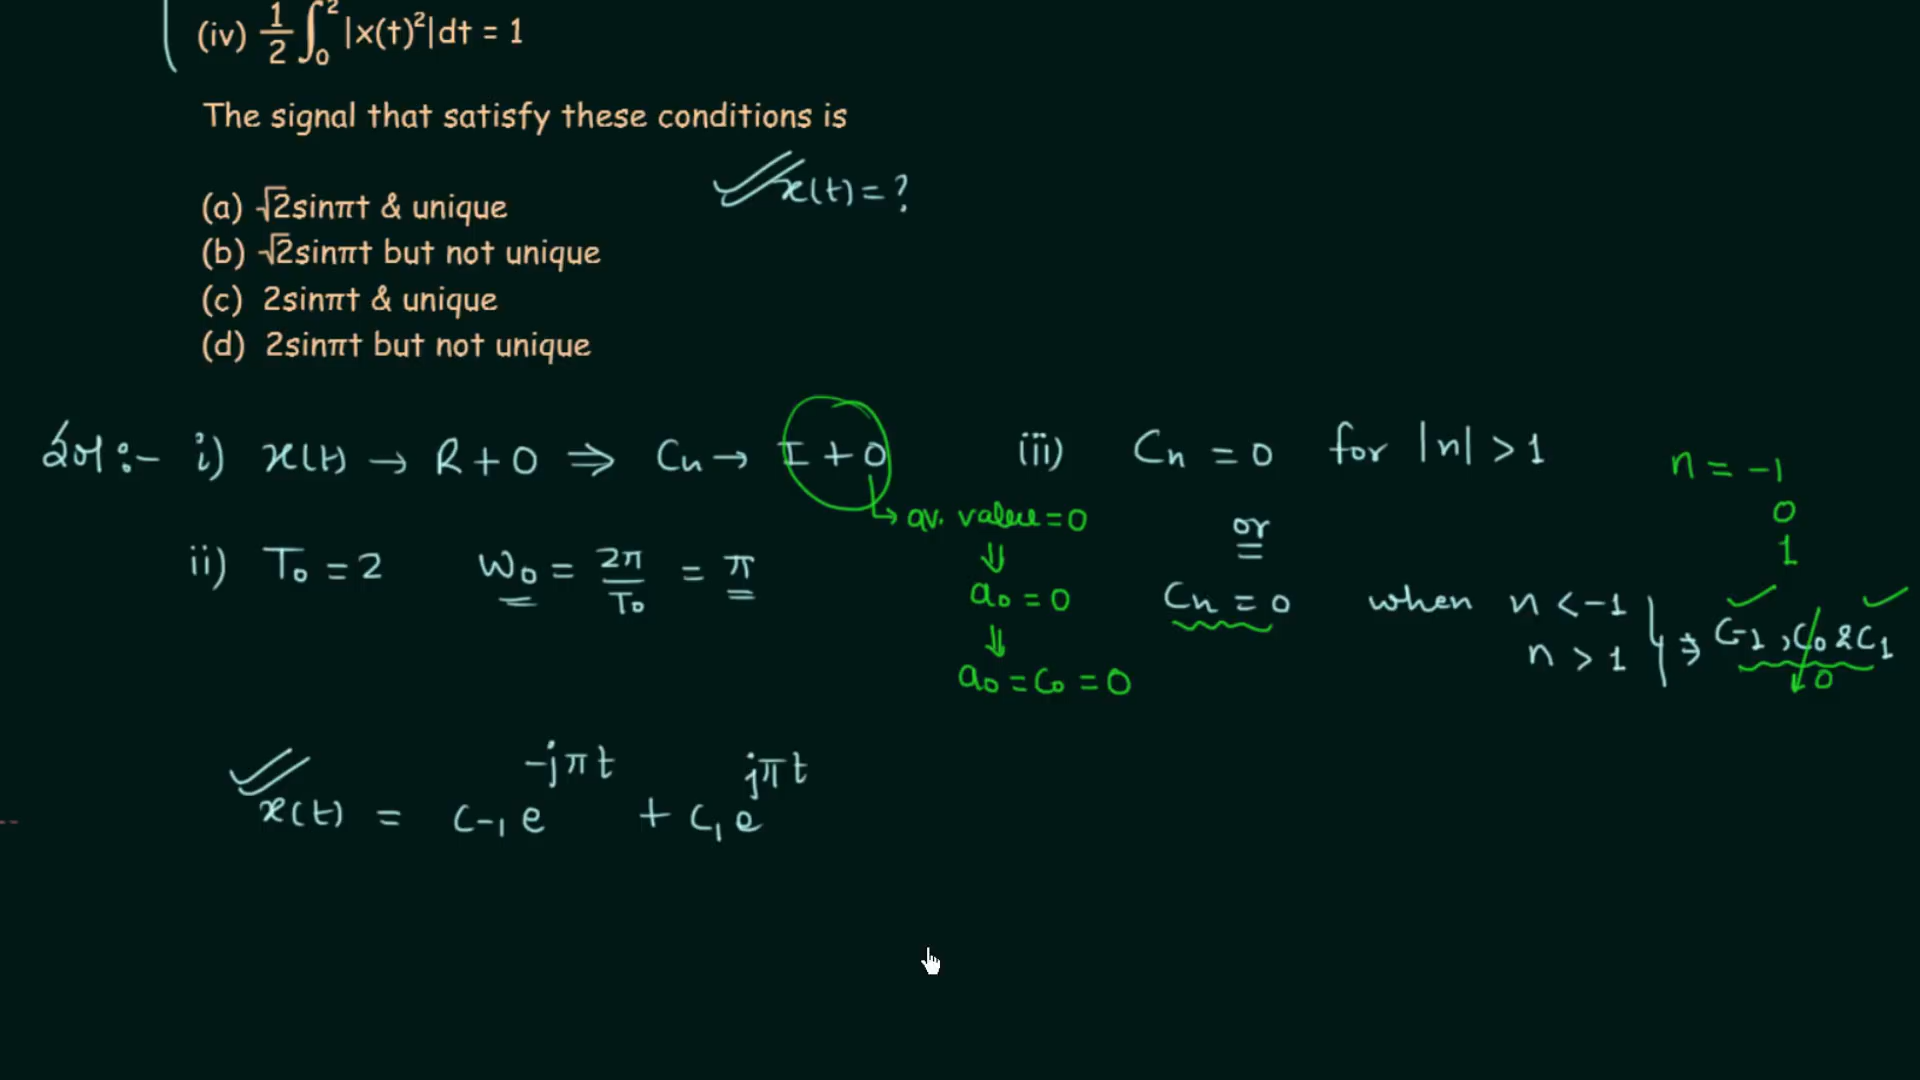 (iv) 1/2 ∫₀² |x(t)²|dt = 1
The signal that satisfy these conditions is
x(t) = ?
(a) √2sinπt & unique
(b) √2sinπt but not unique
(c) 2sinπt & unique
(d) 2sinπt but not unique
Sol :- i) x(t) → R + O ⇒ Cn → I + O
↳ av. value = 0
⇓
a₀ = 0
⇓
a₀ = c₀ = 0
ii) T₀ = 2 ω₀ = 2π/T₀ = π
(iii) Cn = 0 for |n| > 1
or
Cn = 0 when n < -1
n > 1
n = -1
0
1
⇒ C-1 , C₀ & C₁
↓ 0
x(t) = c-1 e^(-jπt) + c₁ e^(jπt)